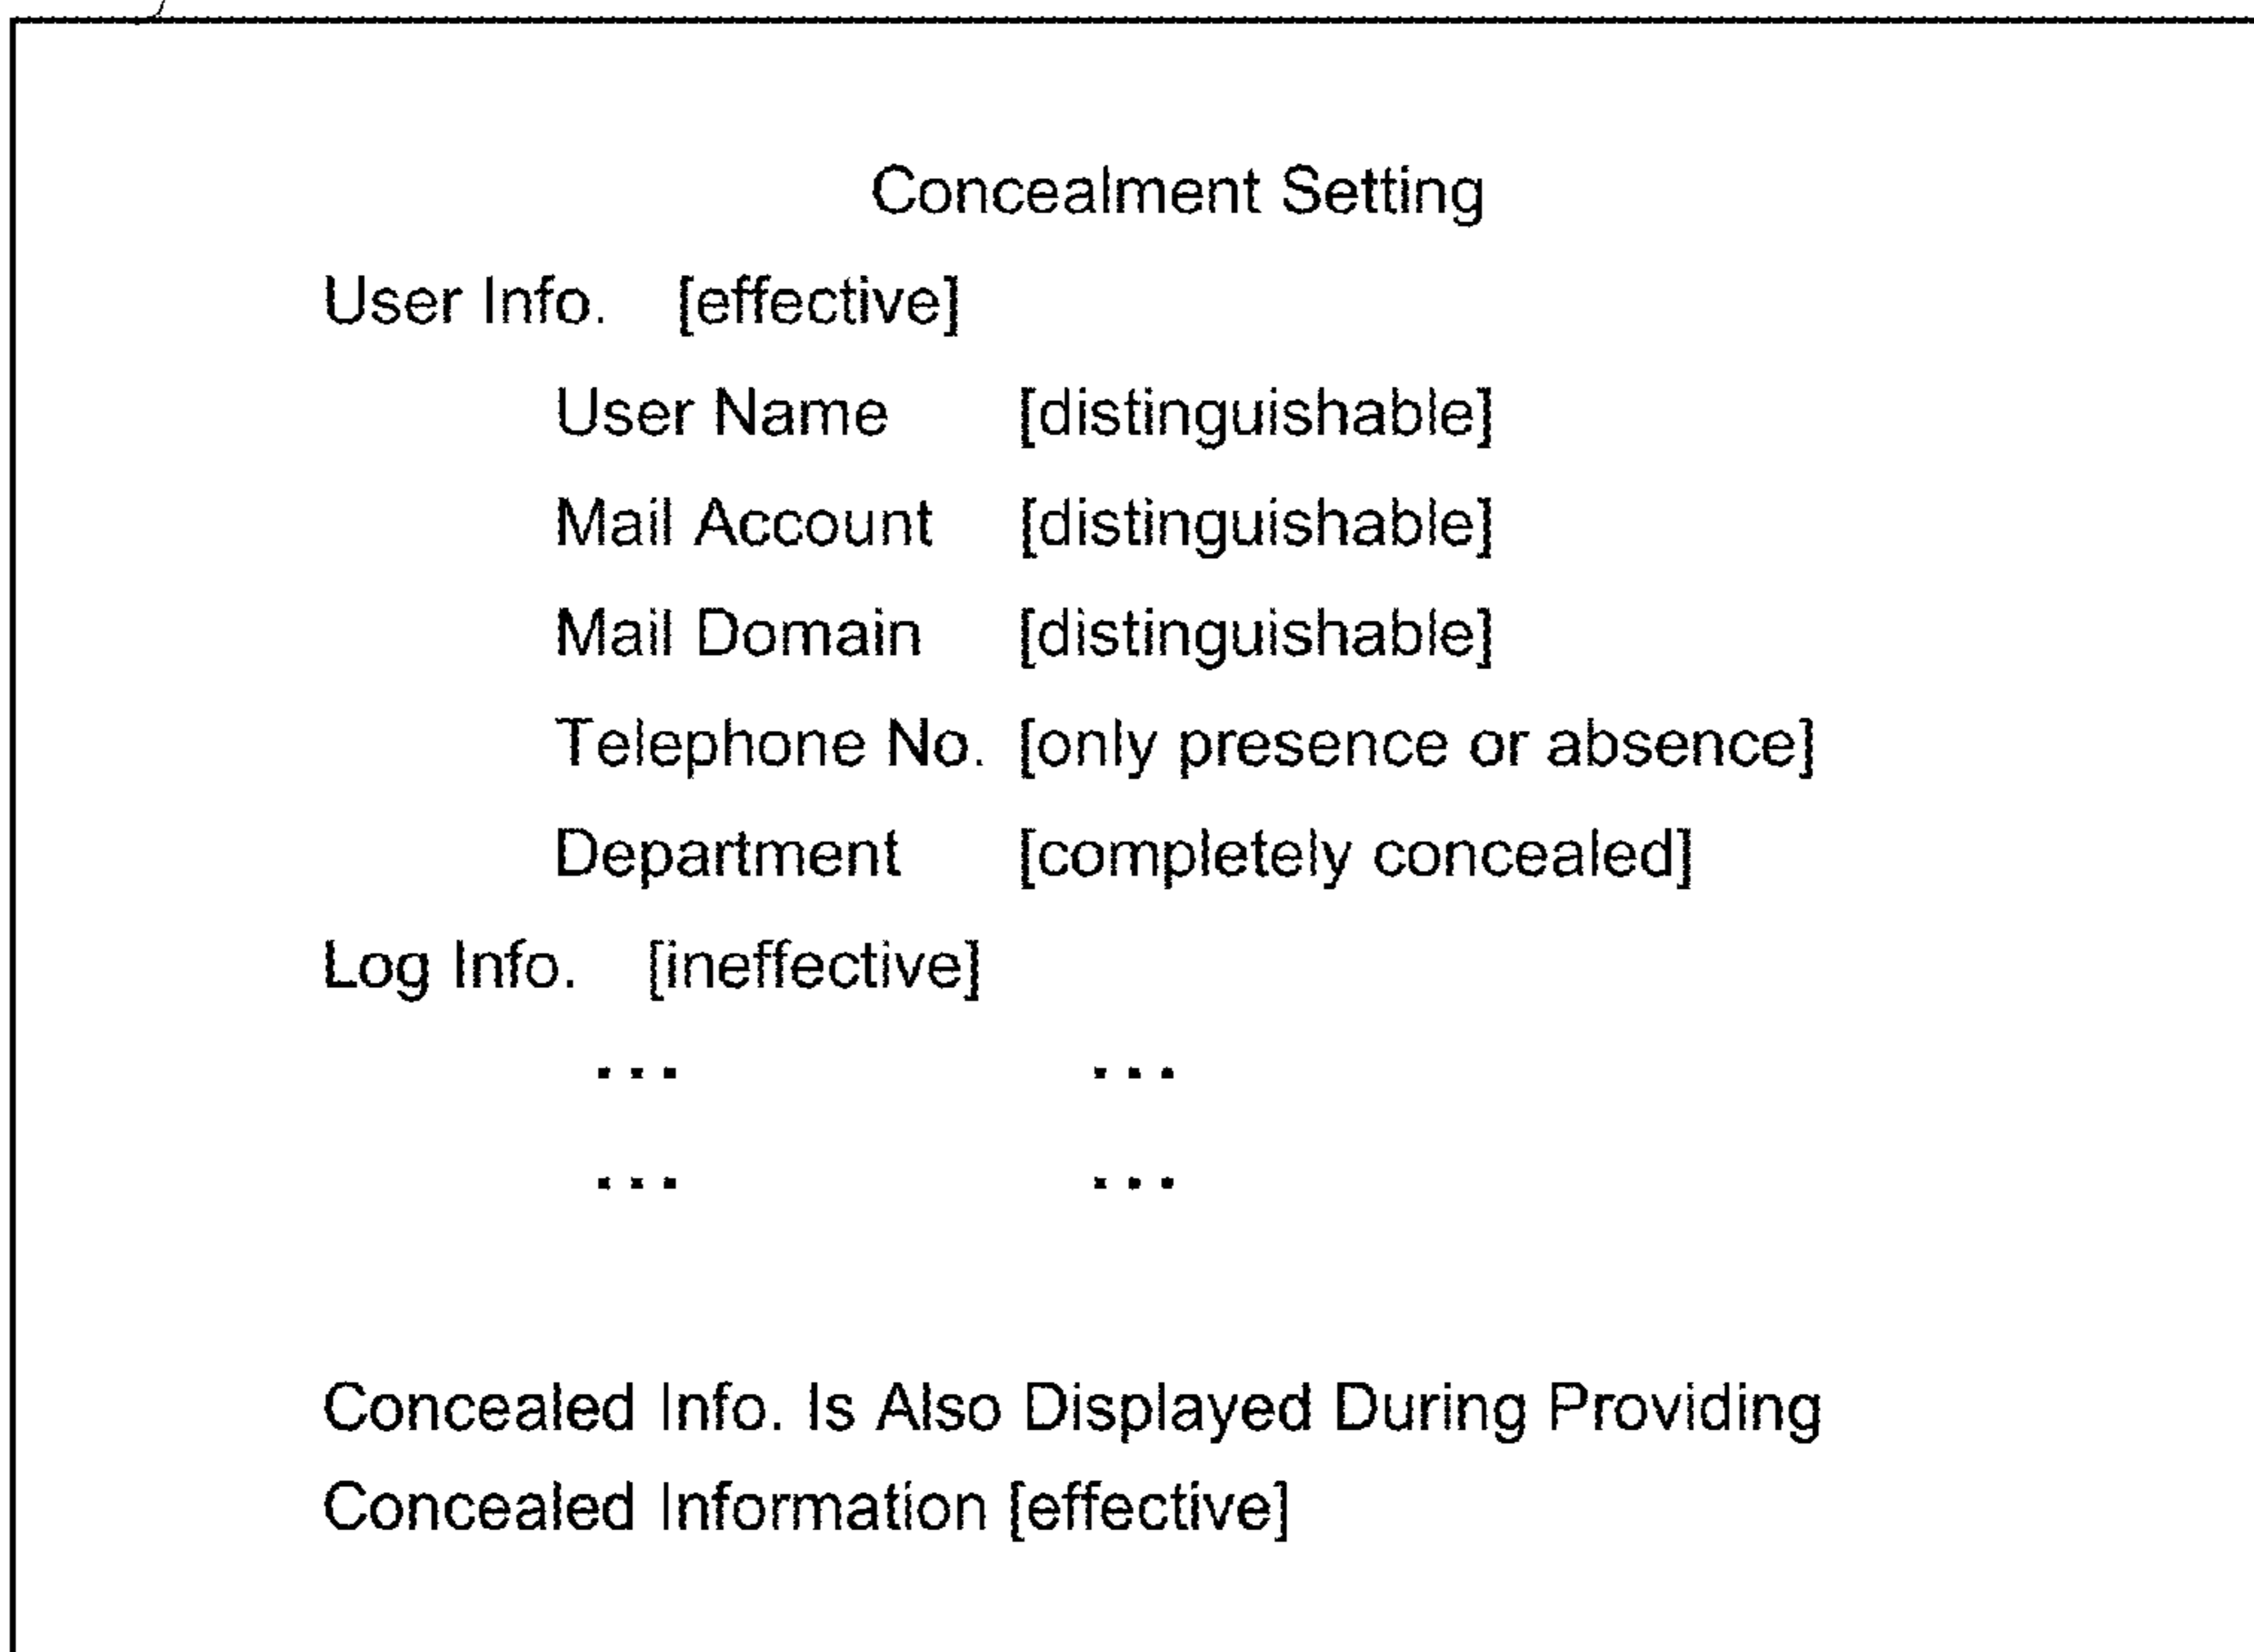 Concealment Setting
User Info. [effective]
User Name [distinguishable]
Mail Account [distinguishable]
Mail Domain [distinguishable]
Telephone No. [only presence or absence]
Department [completely concealed]
Log Info. [ineffective]
... ...
... ...
Concealed Info. Is Also Displayed During Providing
Concealed Information [effective]